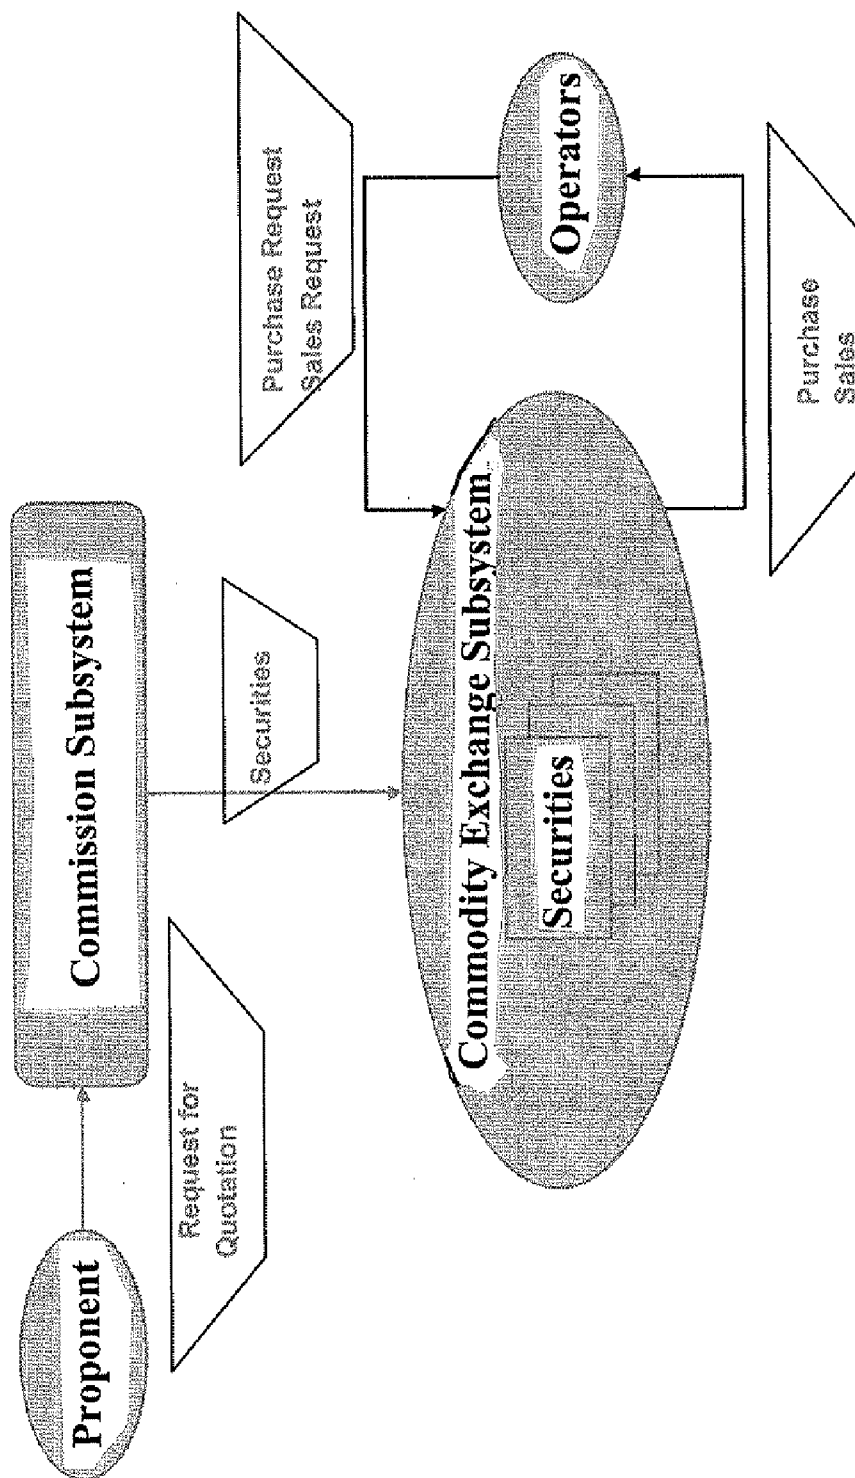 Proponent
Request for
Quotation
Commission Subsystem
Securities
Commodity Exchange Subsystem
Securities
Purchase Request
Sales Request
Operators
Purchase
Sales